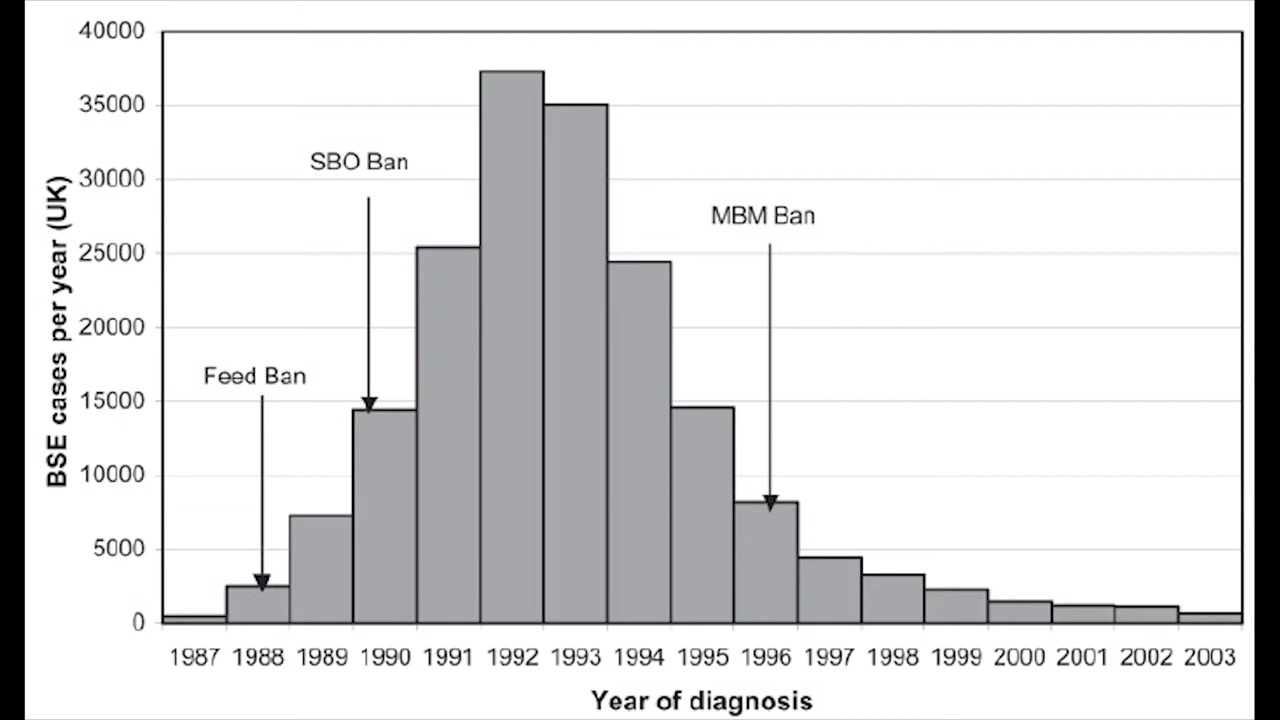 40000
35000
SBO Ban
30000
MBM Ban
25000
20000
Feed Ban
15000
10000
5000
0
BSE cases per year (UK)
1987 1988 1989 1990 1991 1992 1993 1994 1995 1996 1997 1998 1999 2000 2001 2002 2003
Year of diagnosis